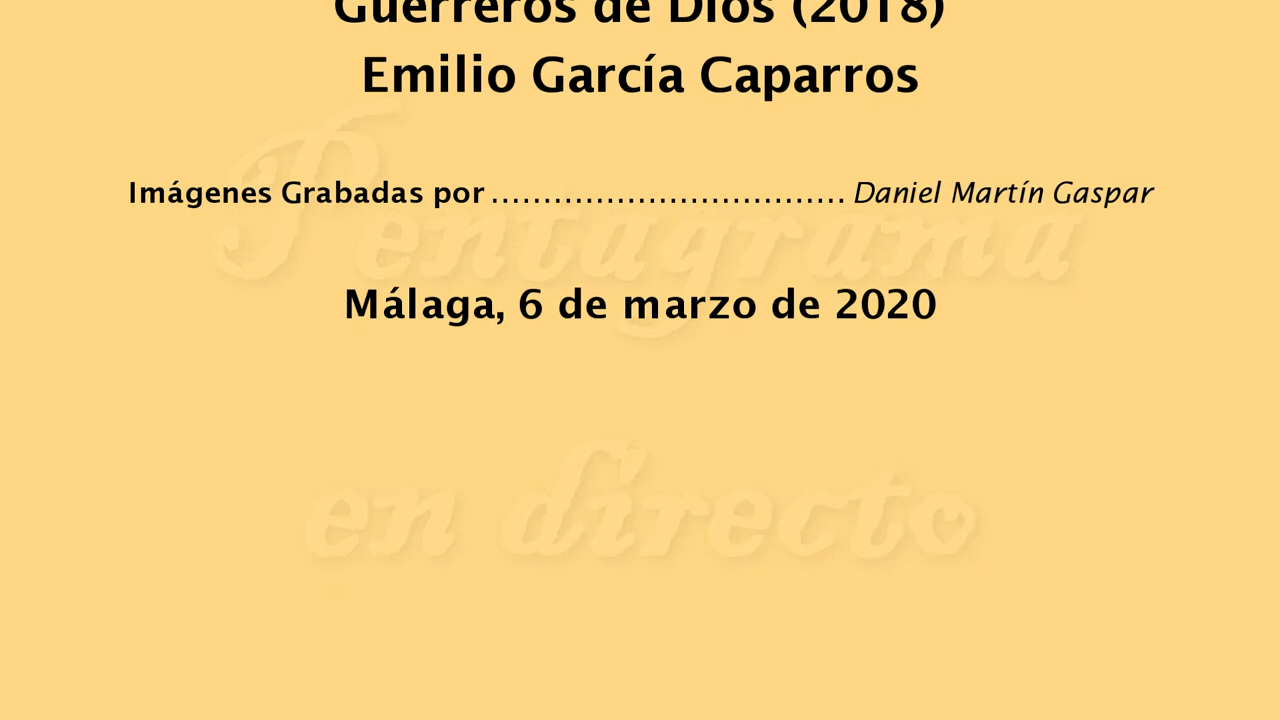 Guerreros de Dios (2018)
Emilio García Caparros
Imágenes Grabadas por .................................. Daniel Martín Gaspar
Pentagrama
Málaga, 6 de marzo de 2020
en directo